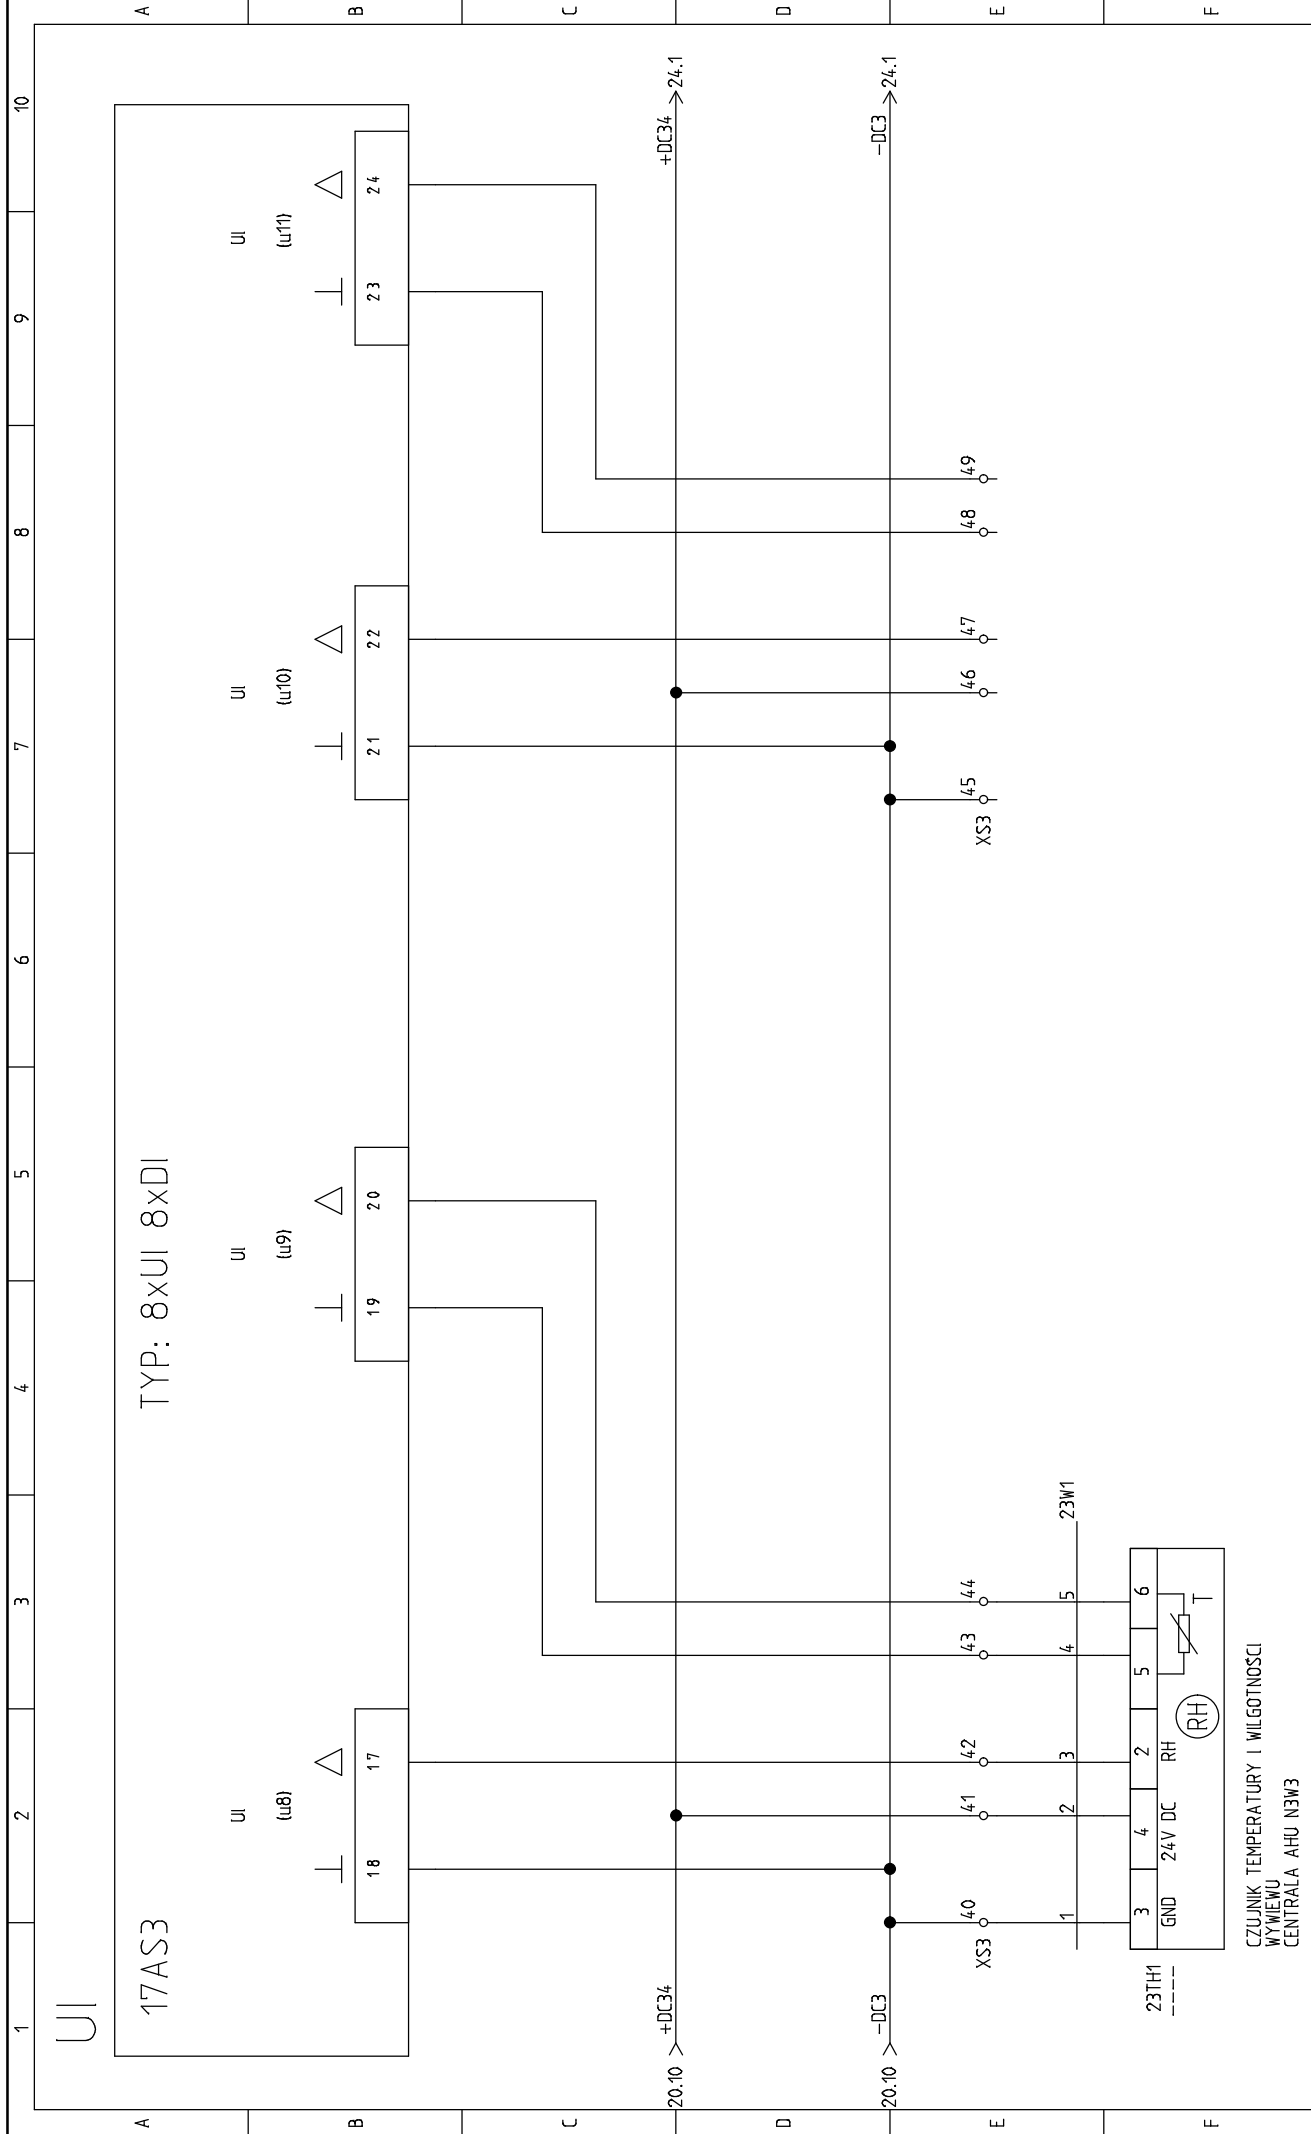 1 2 3 4 5 6 7 8 9 10
A A
UI
17AS3 TYP: 8xUI 8xDI
B B
UI UI UI UI
(u8) (u9) (u10) (u11)
18 17 19 20 21 22 23 24
C C
20.10 +DC34 +DC34 24.1
D D
20.10 -DC3 -DC3 24.1
E E
XS3 40 41 42 43 44 XS3 45 46 47 48 49
1 2 3 4 5 23W1
23TH1 3 4 2 5 6
GND 24V DC RH
RH T
F F
CZUJNIK TEMPERATURY I WILGOTNOŚCI
WYWIEWU
CENTRALA AHU N3W3